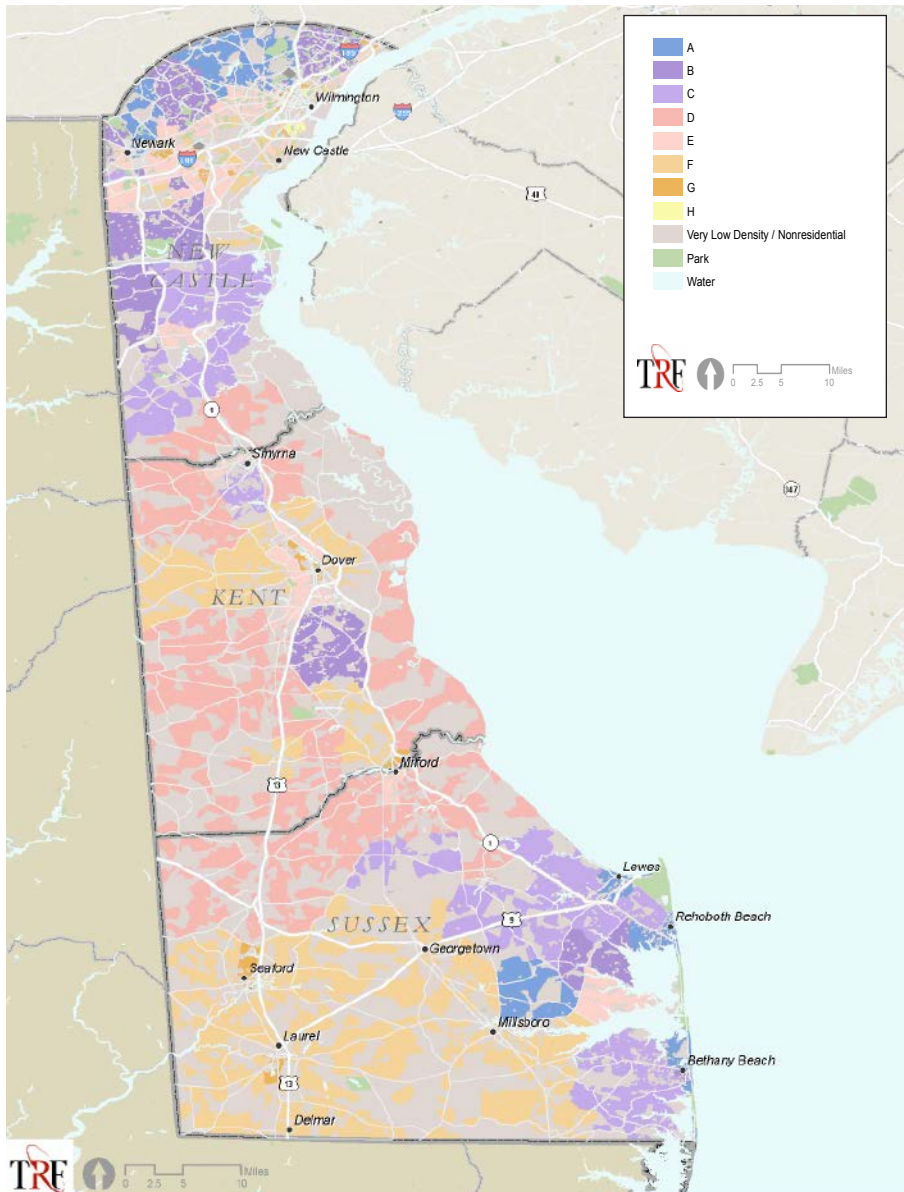 A
B
C
D
E
F
G
H
Very Low Density / Nonresidential
Park
Water
TRF
0 2.5 5 10 Miles
Wilmington
Newark
New Castle
40
NEW
CASTLE
1
Smyrna
347
Dover
KENT
Milford
13
1
Lewes
9
Rehoboth Beach
SUSSEX
Georgetown
Seaford
Millsboro
Laurel
Bethany Beach
13
Delmar
TRF
0 2.5 5 10 Miles